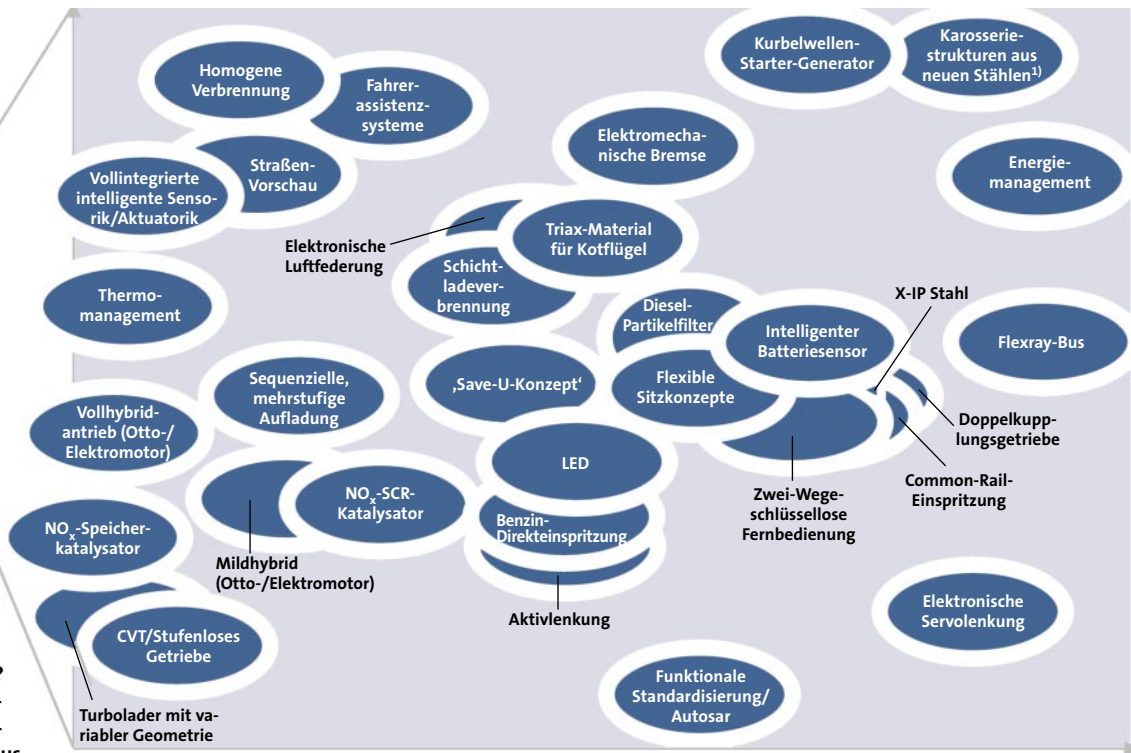 Homogene
Verbrennung
Fahrer-
assistenz-
systeme
Kurbelwellen-
Starter-Generator
Karosserie-
strukturen aus
neuen Stählen1)
Straßen-
Vorschau
Vollintegrierte
intelligente Senso-
rik/Aktuatorik
Elektromecha-
nische Bremse
Energie-
management
Elektronische
Luftfederung
Triax-Material
für Kotflügel
Schicht-
ladever-
brennung
Thermo-
management
Diesel-
Partikelfilter
Intelligenter
Batteriesensor
X-IP Stahl
Flexray-Bus
Sequenzielle,
mehrstufige
Aufladung
‚Save-U-Konzept‘
Flexible
Sitzkonzepte
Vollhybrid-
antrieb (Otto-/
Elektromotor)
Doppelkupp-
lungsgetriebe
LED
Common-Rail-
Einspritzung
Zwei-Wege-
schlüssellose
Fernbedienung
NOx-SCR-
Katalysator
Benzin-
Direkteinspritzung
NOx-Speicher-
katalysator
Mildhybrid
(Otto-/Elektromotor)
Aktivlenkung
Elektronische
Servolenkung
CVT/Stufenloses
Getriebe
Funktionale
Standardisierung/
Autosar
Turbolader mit va-
riabler Geometrie